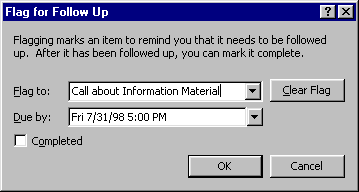 Flag for Follow Up
Flagging marks an item to remind you that it needs to be followed
up. After it has been followed up, you can mark it complete.
Flag to: Call about Information Material Clear Flag
Due by: Fri 7/31/98 5:00 PM
Completed
OK Cancel